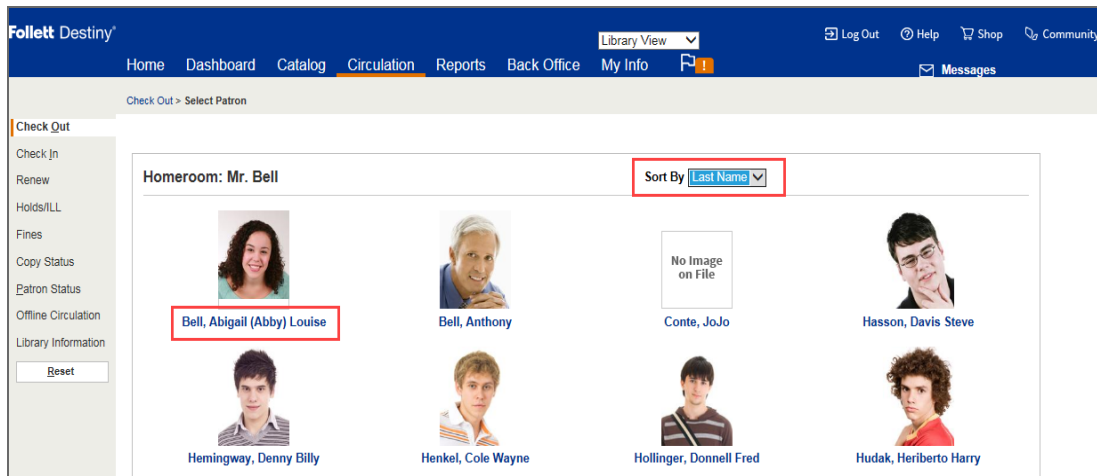 Follett Destiny®
Library View
Log Out Help Shop Community
Home Dashboard Catalog Circulation Reports Back Office My Info !
Messages
Check Out > Select Patron
Check Out
Check In
Renew
Holds/ILL
Fines
Copy Status
Patron Status
Offline Circulation
Library Information
Reset
Homeroom: Mr. Bell
Sort By Last Name
No Image
on File
Bell, Abigail (Abby) Louise
Bell, Anthony
Conte, JoJo
Hasson, Davis Steve
Hemingway, Denny Billy
Henkel, Cole Wayne
Hollinger, Donnell Fred
Hudak, Heriberto Harry